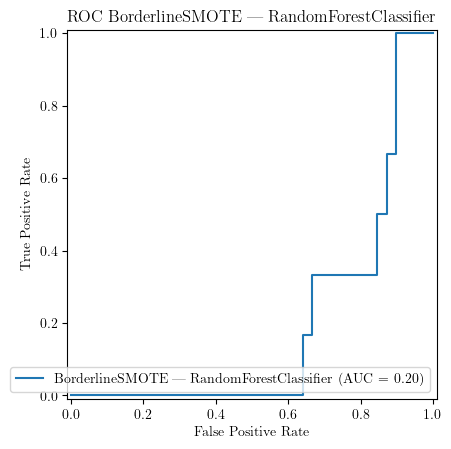 ROC BorderlineSMOTE — RandomForestClassifier
1.0
0.8
0.6
0.4
0.2
0.0
True Positive Rate
BorderlineSMOTE — RandomForestClassifier (AUC = 0.20)
0.0 0.2 0.4 0.6 0.8 1.0
False Positive Rate